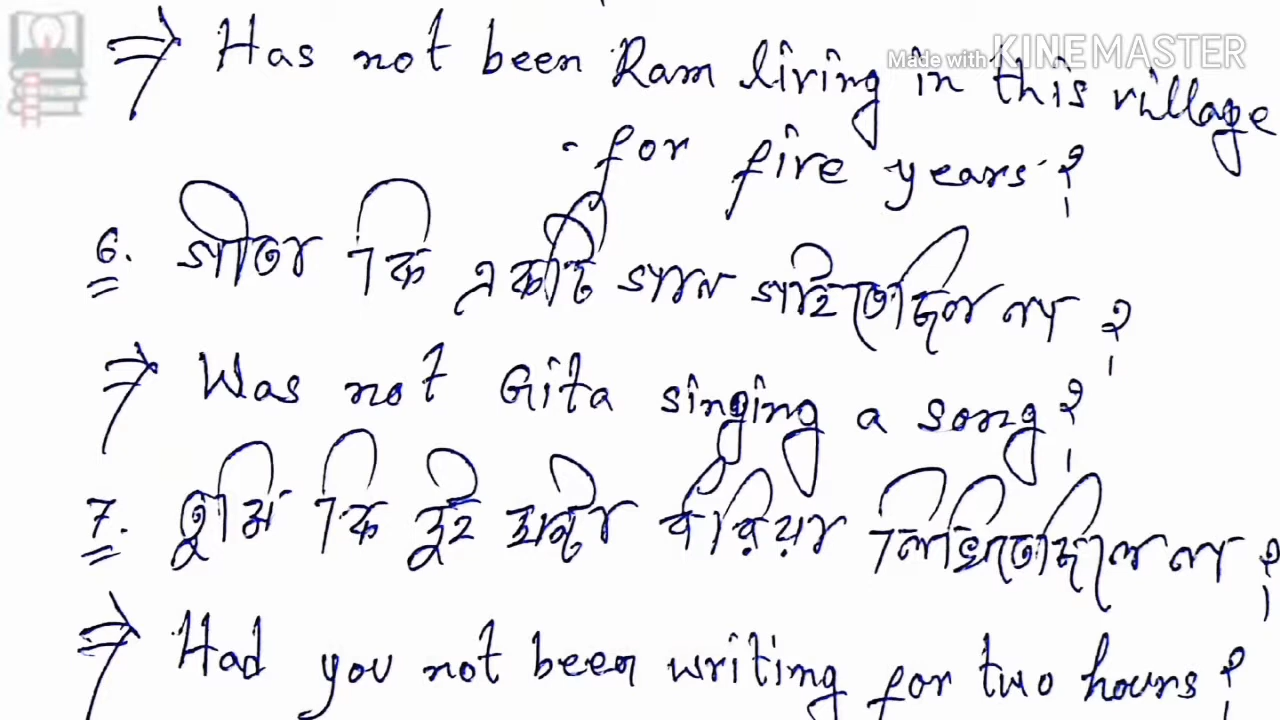 Made with KINEMASTER
⇒ Has not been Ram living in this village
- for five years?
6. গীতা কি একটি গান গাইতেছিল না?
⇒ Was not Gita singing a song?
7. তুমি কি দুই ঘন্টা ধরিয়া লিখিতেছিলে না?
⇒ Had you not been writing for two hours?